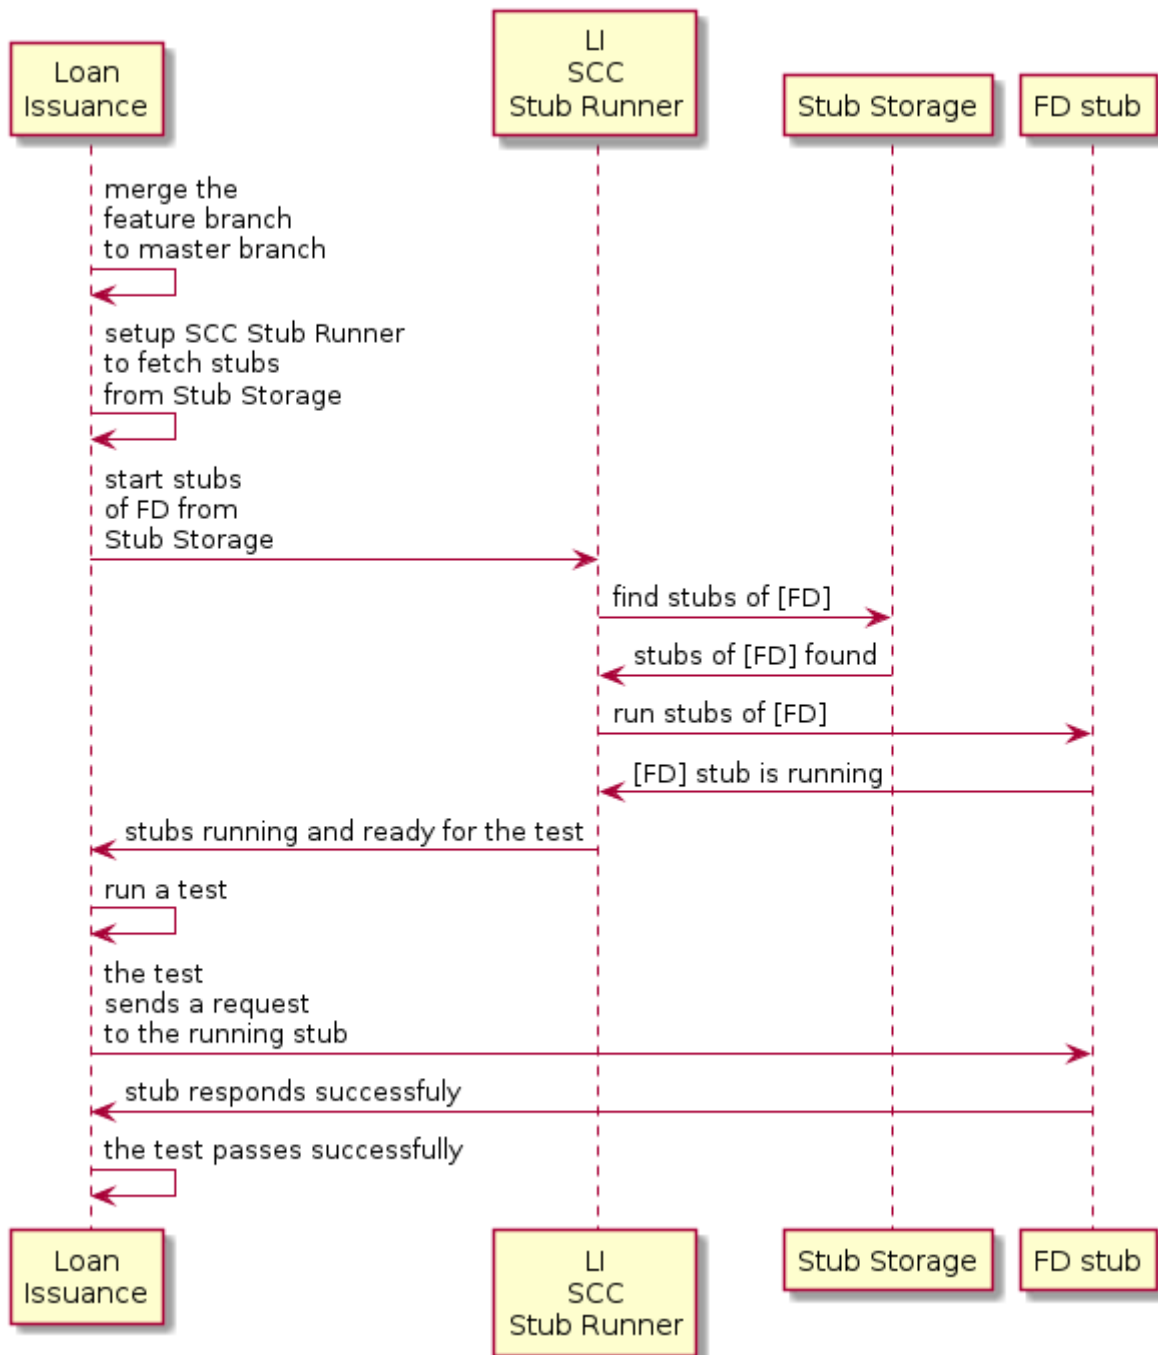 Loan
Issuance
LI
SCC
Stub Runner
Stub Storage
FD stub
merge the
feature branch
to master branch
setup SCC Stub Runner
to fetch stubs
from Stub Storage
start stubs
of FD from
Stub Storage
find stubs of [FD]
stubs of [FD] found
run stubs of [FD]
[FD] stub is running
stubs running and ready for the test
run a test
the test
sends a request
to the running stub
stub responds successfuly
the test passes successfully
Loan
Issuance
LI
SCC
Stub Runner
Stub Storage
FD stub